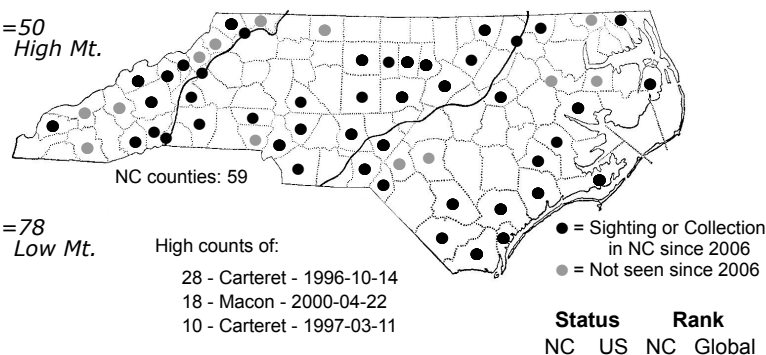 =50
High Mt.
NC counties: 59
=78
Low Mt.
High counts of:
28 - Carteret - 1996-10-14
18 - Macon - 2000-04-22
10 - Carteret - 1997-03-11
= Sighting or Collection
in NC since 2006
= Not seen since 2006
Status Rank
NC US NC Global